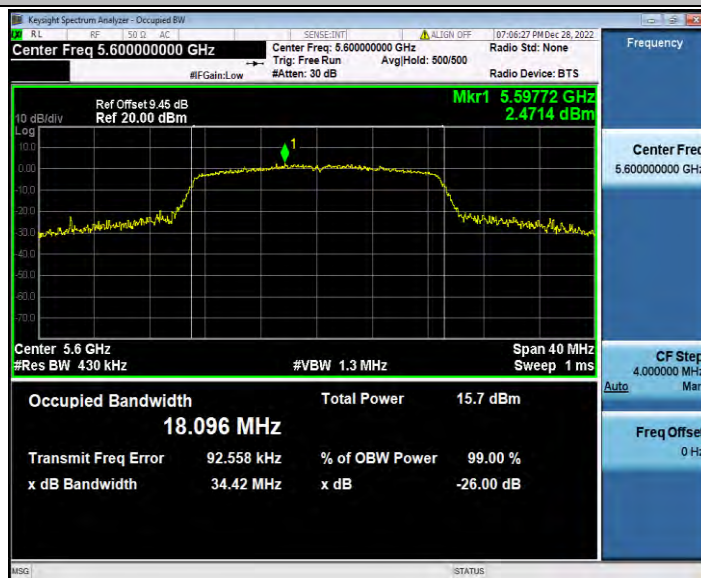 Keysight Spectrum Analyzer - Occupied BW
RL RF 50 Ω AC SENSE:INT ALIGN OFF 07:06:27 PM Dec 28, 2022
Center Freq 5.600000000 GHz Center Freq: 5.600000000 GHz Radio Std: None
Trig: Free Run Avg|Hold: 500/500
#IFGain:Low #Atten: 30 dB Radio Device: BTS
Ref Offset 9.45 dB Mkr1 5.59772 GHz
10 dB/div Ref 20.00 dBm 2.4714 dBm
Log
10.0
1
0.00
-10.0
-20.0
-30.0
-40.0
-50.0
-60.0
-70.0
Center 5.6 GHz Span 40 MHz
#Res BW 430 kHz #VBW 1.3 MHz Sweep 1 ms
Occupied Bandwidth Total Power 15.7 dBm
18.096 MHz
Transmit Freq Error 92.558 kHz % of OBW Power 99.00 %
x dB Bandwidth 34.42 MHz x dB -26.00 dB
MSG STATUS
Frequency
Center Freq
5.600000000 GHz
CF Step
4.000000 MHz
Auto Man
Freq Offset
0 Hz